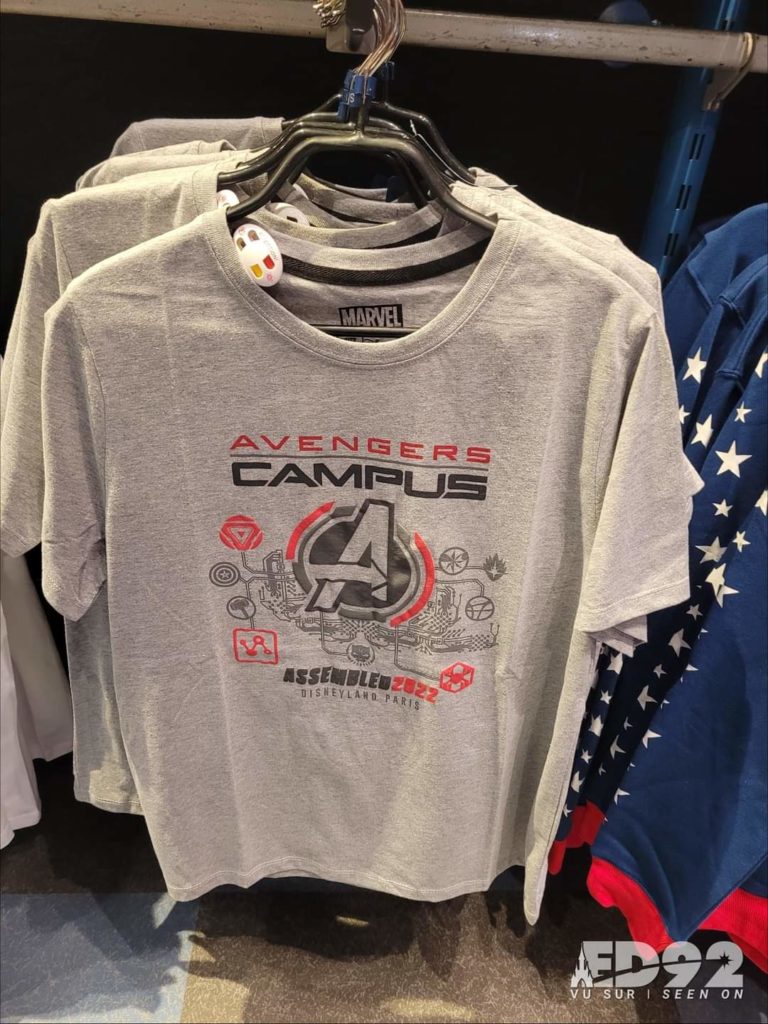 MARVEL
AVENGERS
CAMPUS
A
ASSEMBLED 2022
DISNEYLAND PARIS
ED92
VU SUR | SEEN ON